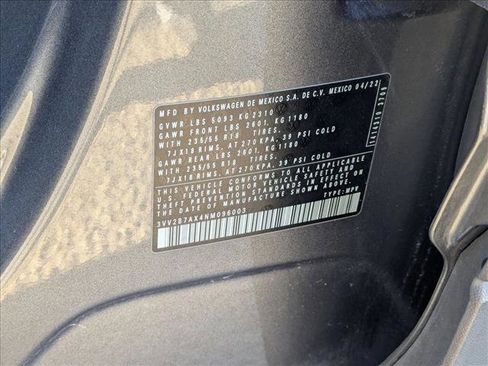 MFD BY VOLKSWAGEN DE MEXICO S.A. DE C.V. MEXICO 04/22
GVWR LBS 5093 KG 2310
GAWR FRONT LBS 2601, KG 1180
WITH 235/55 R18 TIRES,
7JX18 RIMS, AT 270 KPA, 39 PSI COLD
GAWR REAR LBS 2601, KG 1180
WITH 235/55 R18 TIRES,
7JX18 RIMS, AT 270 KPA, 39 PSI COLD
THIS VEHICLE CONFORMS TO ALL APPLICABLE
U.S. FEDERAL MOTOR VEHICLE SAFETY AND
THEFT PREVENTION STANDARDS IN EFFECT ON
THE DATE OF MANUFACTURE SHOWN ABOVE.
3VV2B7AX4NM096003 TYPE: MPV